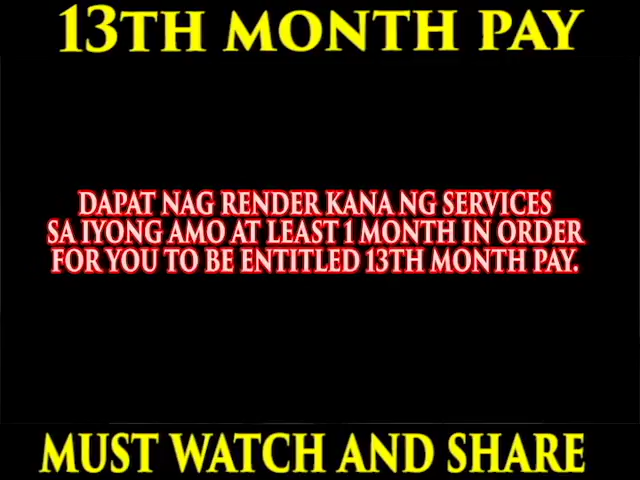 13TH MONTH PAY
DAPAT NAG RENDER KANA NG SERVICES
SA IYONG AMO AT LEAST 1 MONTH IN ORDER
FOR YOU TO BE ENTITLED 13TH MONTH PAY.
MUST WATCH AND SHARE